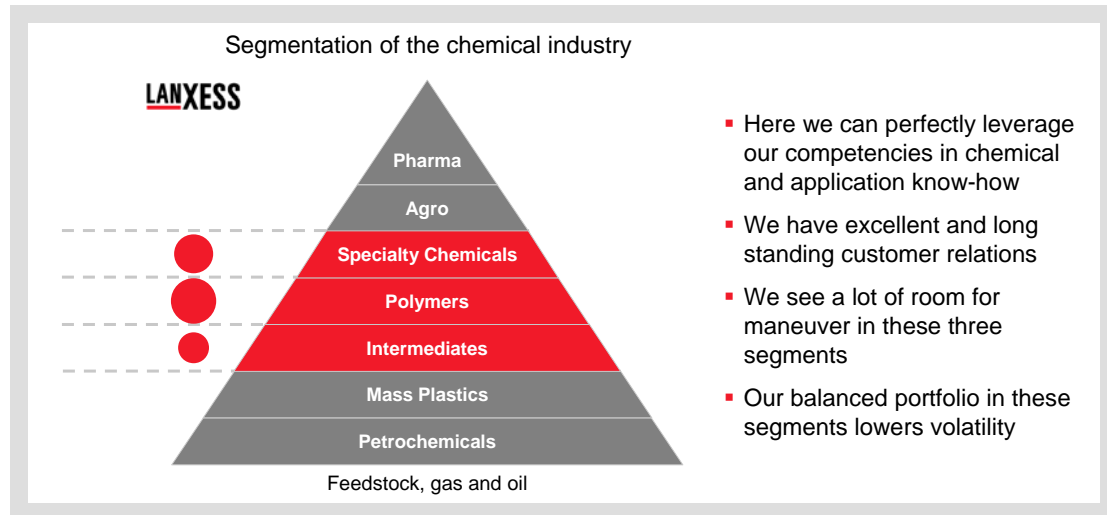 Segmentation of the chemical industry
LANXESS
Pharma
Agro
Specialty Chemicals
Polymers
Intermediates
Mass Plastics
Petrochemicals
Feedstock, gas and oil
▪ Here we can perfectly leverage
our competencies in chemical
and application know-how
▪ We have excellent and long
standing customer relations
▪ We see a lot of room for
maneuver in these three
segments
▪ Our balanced portfolio in these
segments lowers volatility